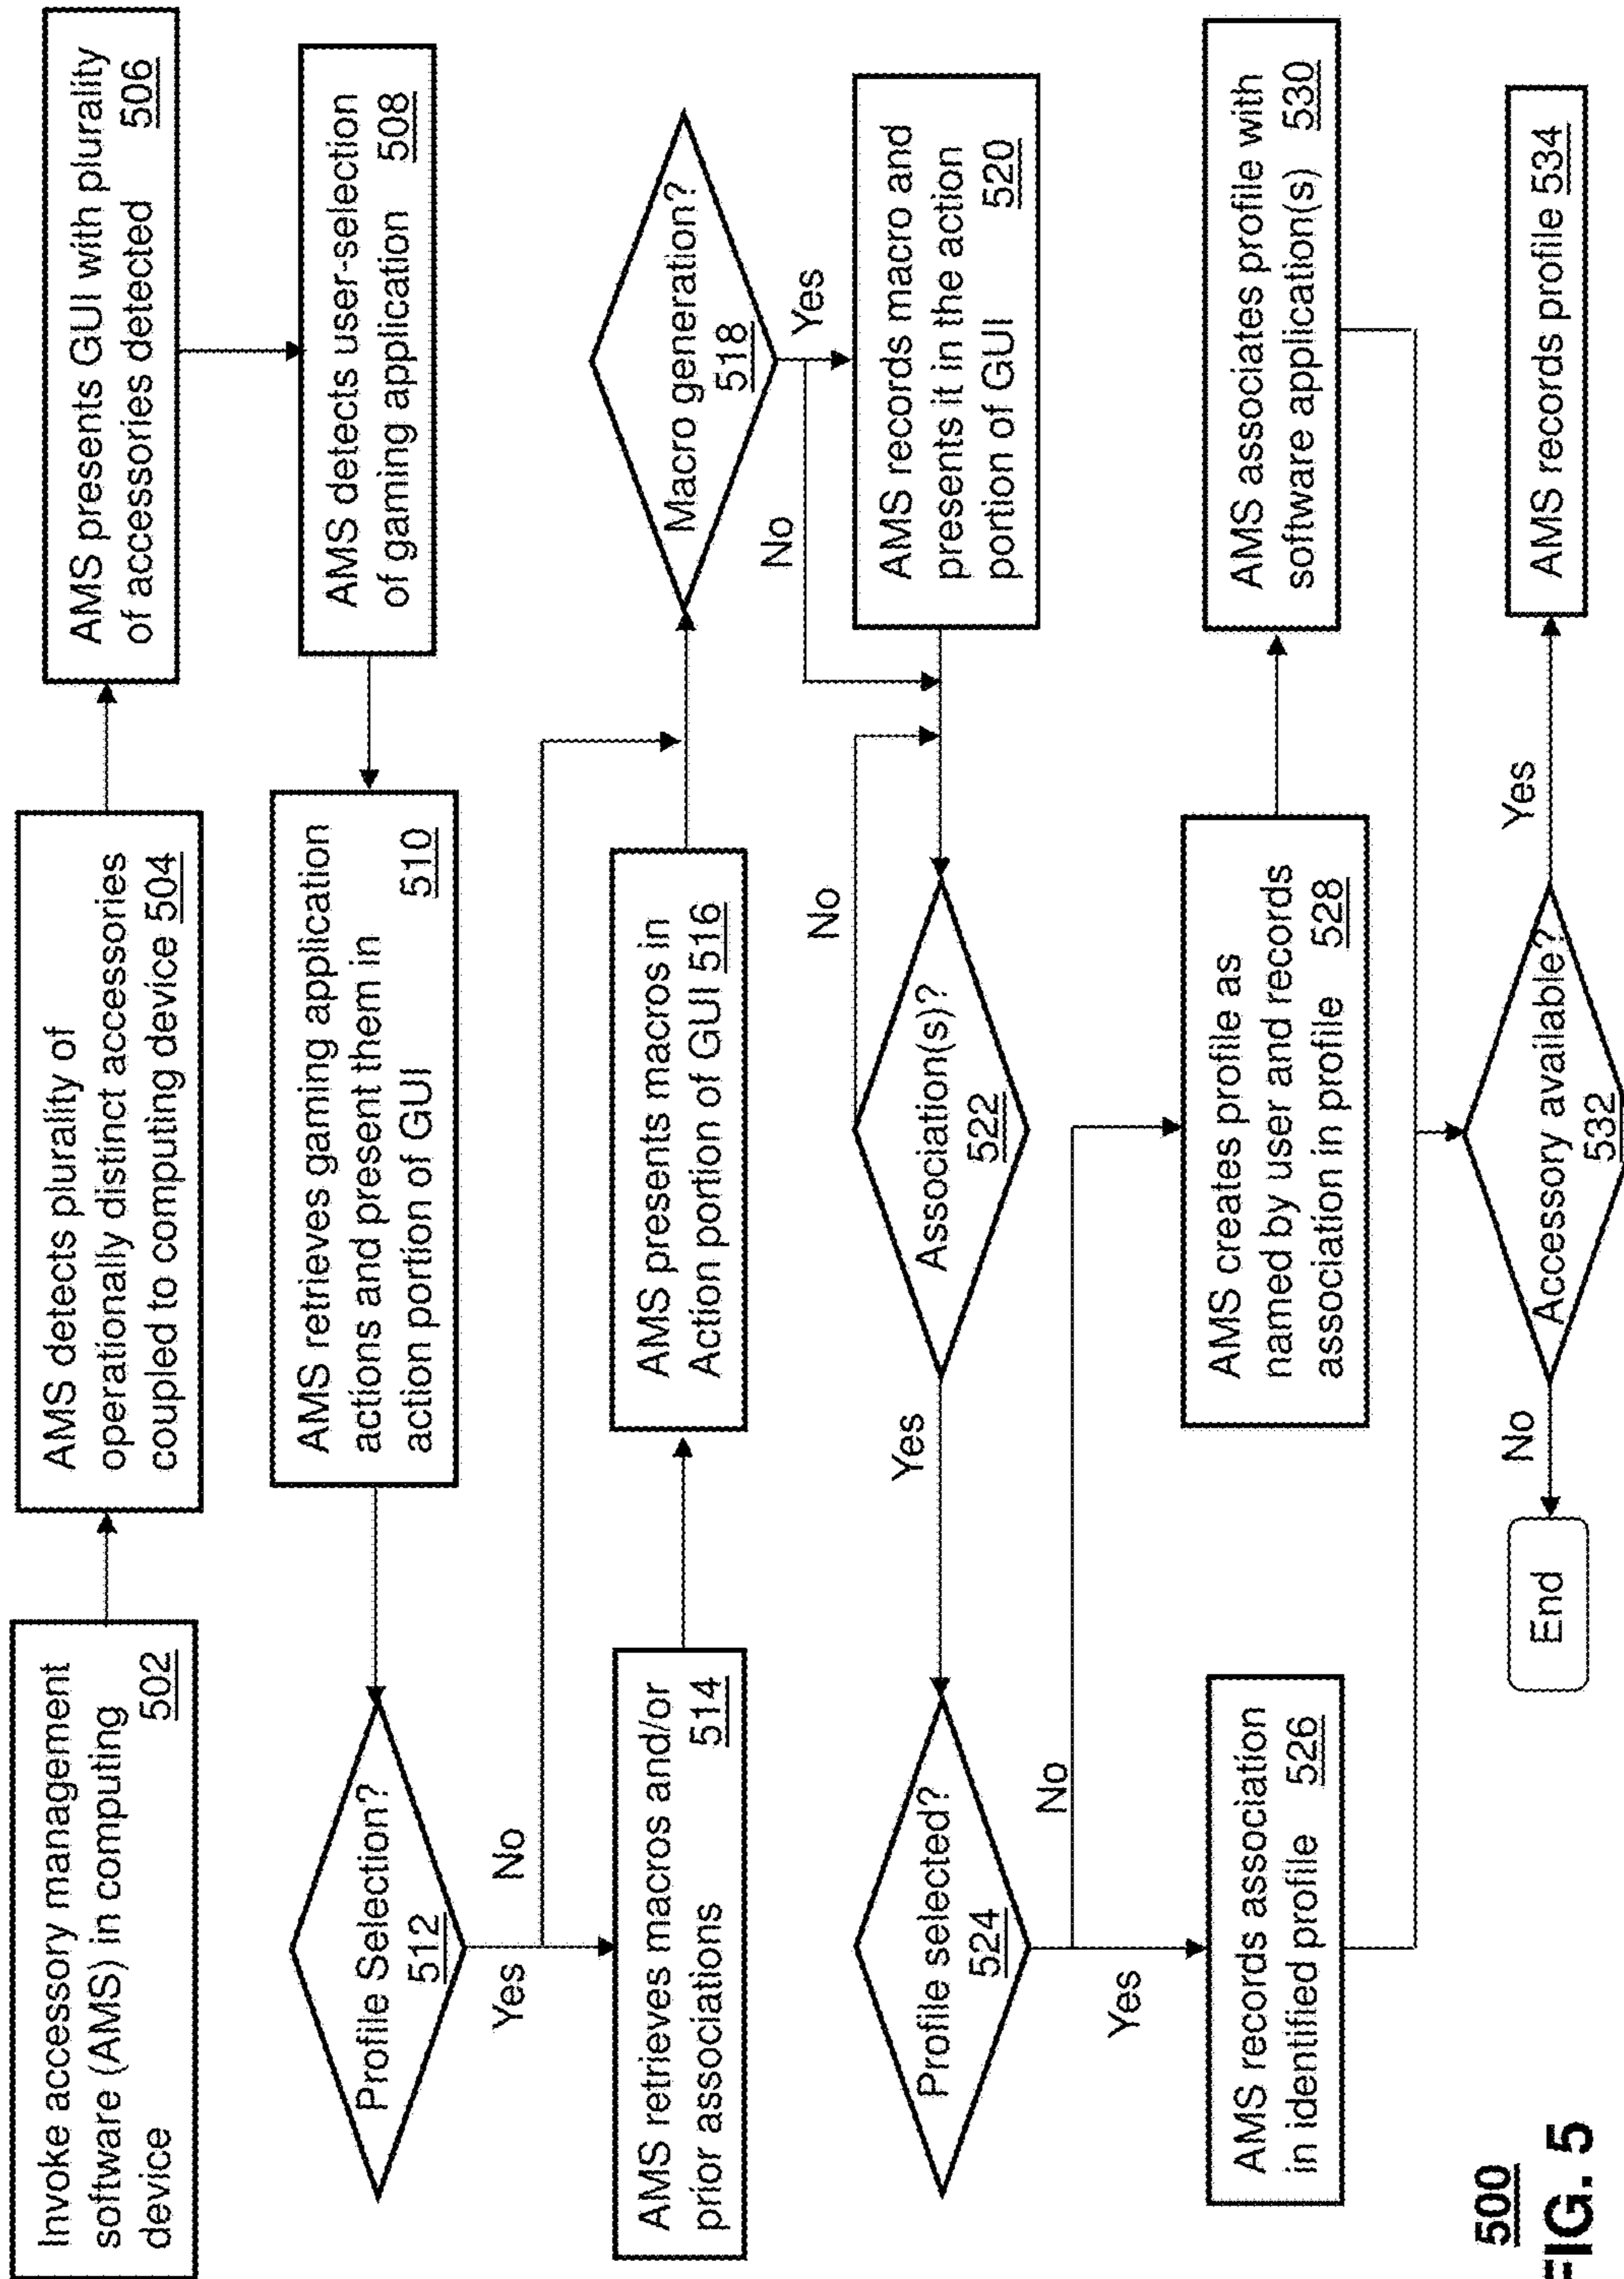 Invoke accessory management
software (AMS) in computing
device 502
AMS detects plurality of
operationally distinct accessories
coupled to computing device 504
AMS presents GUI with plurality
of accessories detected 506
AMS detects user-selection
of gaming application 508
AMS retrieves gaming application
actions and present them in
action portion of GUI 510
Profile Selection?
512
No
Yes
AMS retrieves macros and/or
prior associations 514
AMS presents macros in
Action portion of GUI 516
Macro generation?
518
No
Yes
AMS records macro and
presents it in the action
portion of GUI 520
No
Association(s)?
522
Yes
Profile selected?
524
No
Yes
AMS records association
in identified profile 526
AMS creates profile as
named by user and records
association in profile 528
AMS associates profile with
software application(s) 530
Accessory available?
532
No
End
Yes
AMS records profile 534
500
FIG. 5